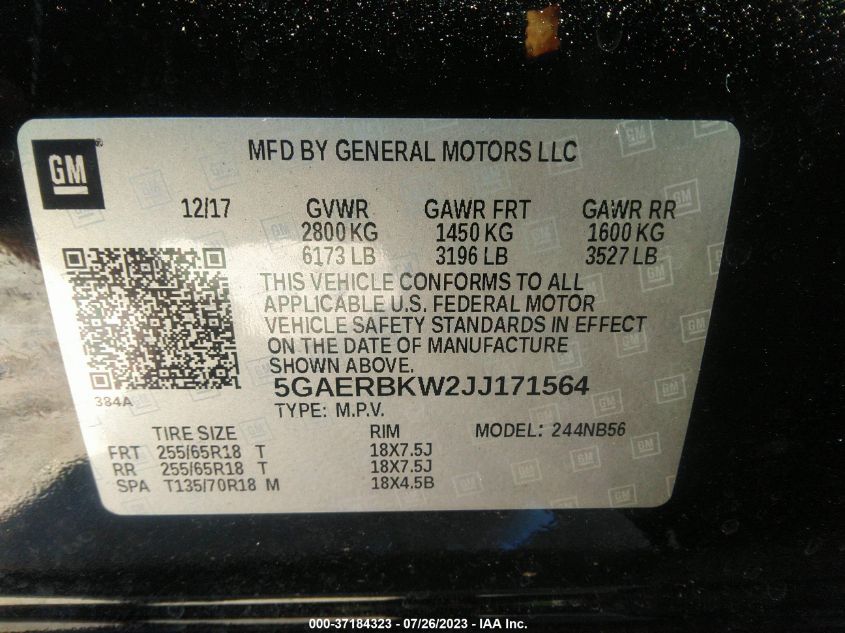 GM
MFD BY GENERAL MOTORS LLC
12/17 GVWR GAWR FRT GAWR RR
2800 KG 1450 KG 1600 KG
6173 LB 3196 LB 3527 LB
THIS VEHICLE CONFORMS TO ALL
APPLICABLE U.S. FEDERAL MOTOR
VEHICLE SAFETY STANDARDS IN EFFECT
ON THE DATE OF MANUFACTURE
SHOWN ABOVE.
384A
5GAERBKW2JJ171564
TYPE: M.P.V.
TIRE SIZE RIM MODEL: 244NB56
FRT 255/65R18 T 18X7.5J
RR 255/65R18 T 18X7.5J
SPA T135/70R18 M 18X4.5B
000-37184323 - 07/26/2023 - IAA Inc.